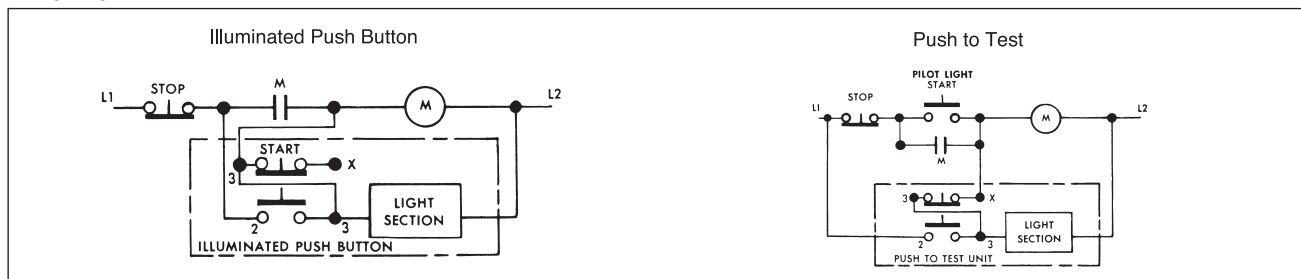 Illuminated Push Button
L1
STOP
M
M
L2
START
X
3
2
3
LIGHT
SECTION
ILLUMINATED PUSH BUTTON
Push to Test
PILOT LIGHT
START
L1
STOP
M
L2
M
3
X
2
3
LIGHT
SECTION
PUSH TO TEST UNIT